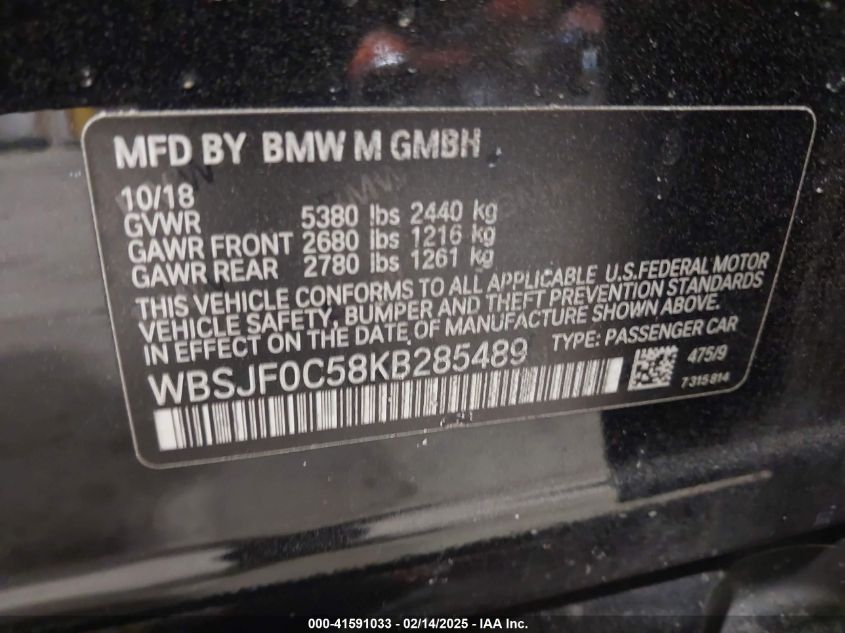 MFD BY BMW M GMBH
10/18
GVWR 5380 lbs 2440 kg
GAWR FRONT 2680 lbs 1216 kg
GAWR REAR 2780 lbs 1261 kg
THIS VEHICLE CONFORMS TO ALL APPLICABLE U.S.FEDERAL MOTOR
VEHICLE SAFETY, BUMPER AND THEFT PREVENTION STANDARDS
IN EFFECT ON THE DATE OF MANUFACTURE SHOWN ABOVE.
TYPE: PASSENGER CAR
WBSJF0C58KB285489
475/9
7315814
000-41591033 - 02/14/2025 - IAA Inc.